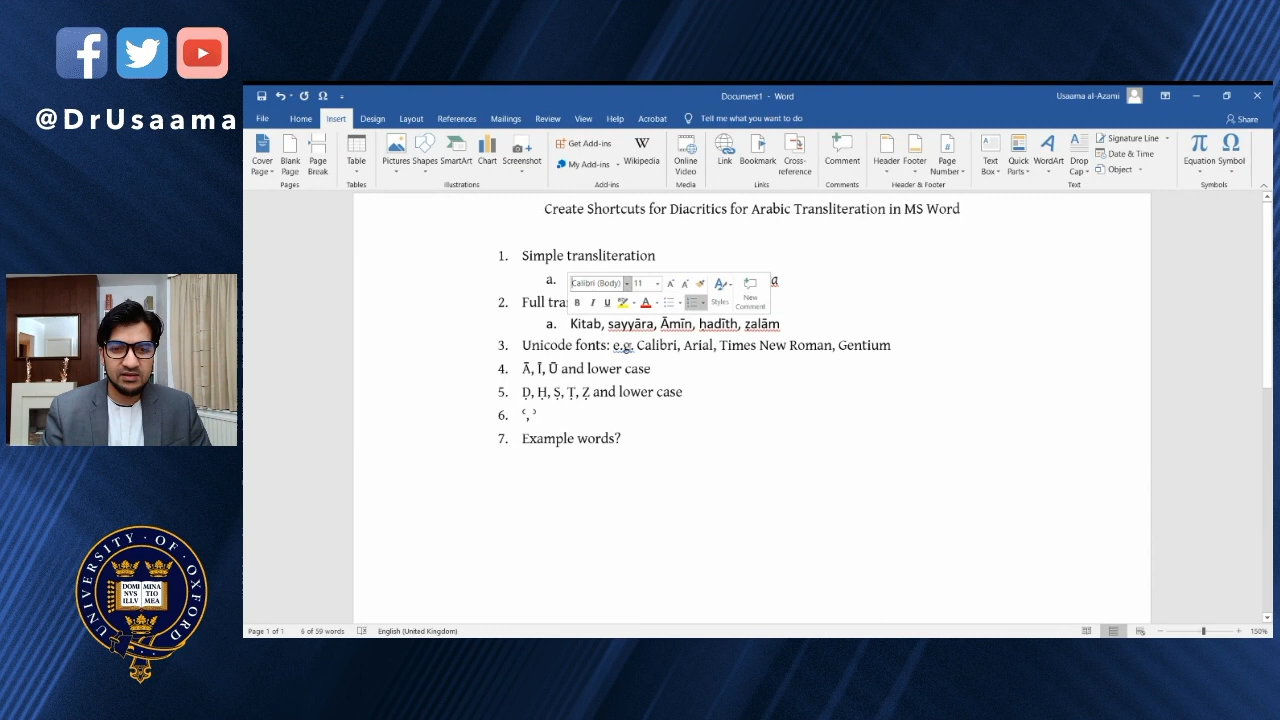 @DrUsaama
Document1 - Word
Usaama al-Azami
File Home Insert Design Layout References Mailings Review View Help Acrobat Tell me what you want to do
Share
Cover Page
Blank Page
Page Break
Pages
Table
Tables
Pictures Shapes SmartArt Chart Screenshot
Illustrations
Get Add-ins
My Add-ins
W
Wikipedia
Add-ins
Online Video
Media
Link Bookmark Cross-reference
Links
Comment
Comments
Header Footer Page Number
Header & Footer
Text Box
Quick Parts
WordArt
Drop Cap
Signature Line
Date & Time
Object
Text
Equation Symbol
Symbols
Create Shortcuts for Diacritics for Arabic Transliteration in MS Word
1. Simple transliteration
a.
Calibri (Body) 11
B I U
Styles
New Comment
2. Full tra
a. Kitab, sayyāra, Āmīn, hadīth, zalām
3. Unicode fonts: e.g. Calibri, Arial, Times New Roman, Gentium
4. Ā, Ī, Ū and lower case
5. Ḍ, Ḥ, Ṣ, Ṭ, Ẓ and lower case
6. ʿ, ʾ
7. Example words?
UNIVERSITY · OF · OXFORD
DOMI NVS ILLV MINA TIO MEA
Page 1 of 1 6 of 59 words English (United Kingdom)
150%